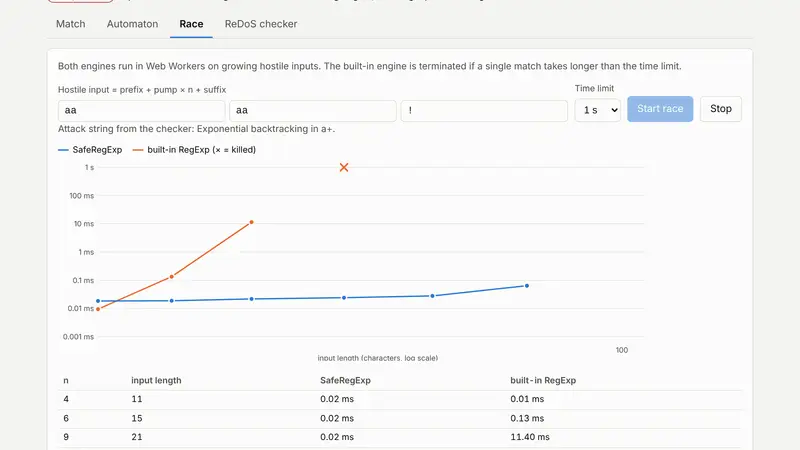 Match Automaton Race ReDoS checker
Both engines run in Web Workers on growing hostile inputs. The built-in engine is terminated if a single match takes longer than the time limit.
Hostile input = prefix + pump × n + suffix
Time limit
aa aa ! 1 s Start race Stop
Attack string from the checker: Exponential backtracking in a+.
SafeRegExp built-in RegExp (× = killed)
1 s
100 ms
10 ms
1 ms
0.1 ms
0.01 ms
0.001 ms
100
input length (characters, log scale)
n input length SafeRegExp built-in RegExp
4 11 0.02 ms 0.01 ms
6 15 0.02 ms 0.13 ms
9 21 0.02 ms 11.40 ms